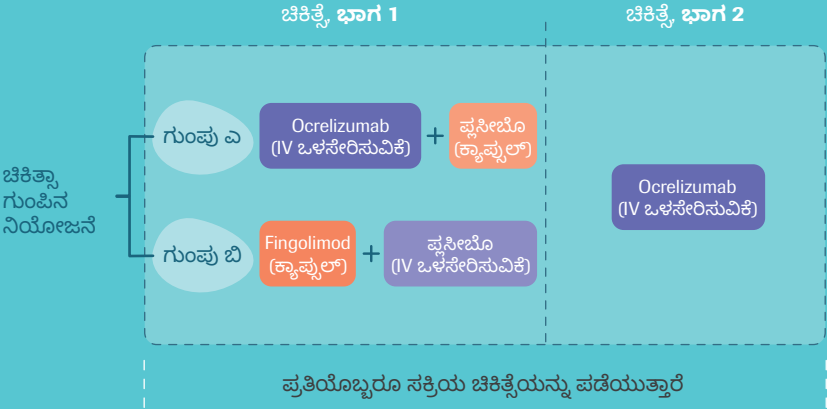 ಚಿಕಿತ್ಸೆ, ಭಾಗ 1
ಚಿಕಿತ್ಸೆ, ಭಾಗ 2
ಚಿಕಿತ್ಸಾ
ಗುಂಪಿನ
ನಿಯೋಜನೆ
ಗುಂಪು ಎ
Ocrelizumab
(IV ಒಳಸೇರಿಸುವಿಕೆ)
+
ಪ್ಲಸೀಬೊ
(ಕ್ಯಾಪ್ಸುಲ್)
ಗುಂಪು ಬಿ
Fingolimod
(ಕ್ಯಾಪ್ಸುಲ್)
+
ಪ್ಲಸೀಬೊ
(IV ಒಳಸೇರಿಸುವಿಕೆ)
Ocrelizumab
(IV ಒಳಸೇರಿಸುವಿಕೆ)
ಪ್ರತಿಯೊಬ್ಬರೂ ಸಕ್ರಿಯ ಚಿಕಿತ್ಸೆಯನ್ನು ಪಡೆಯುತ್ತಾರೆ